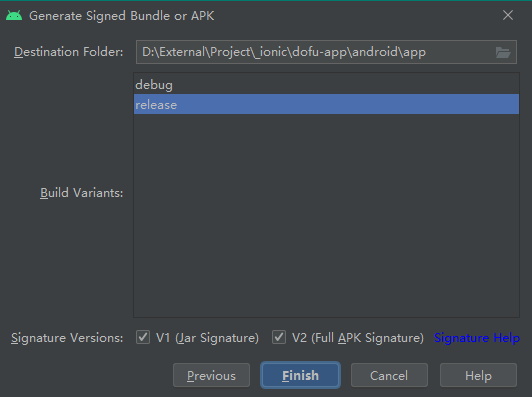 Generate Signed Bundle or APK
Destination Folder: D:\External\Project\_ionic\dofu-app\android\app
debug
release
Build Variants:
Signature Versions: V1 (Jar Signature) V2 (Full APK Signature) Signature Help
Previous Finish Cancel Help